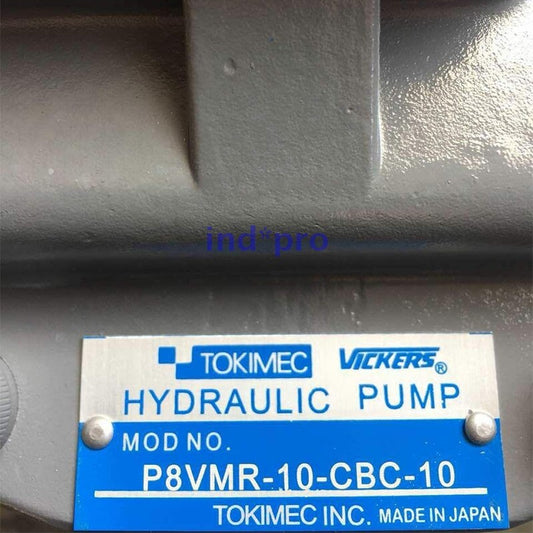 ind*pro
TOKIMEC VICKERS®
HYDRAULIC PUMP
MOD NO.
P8VMR-10-CBC-10
TOKIMEC INC. MADE IN JAPAN